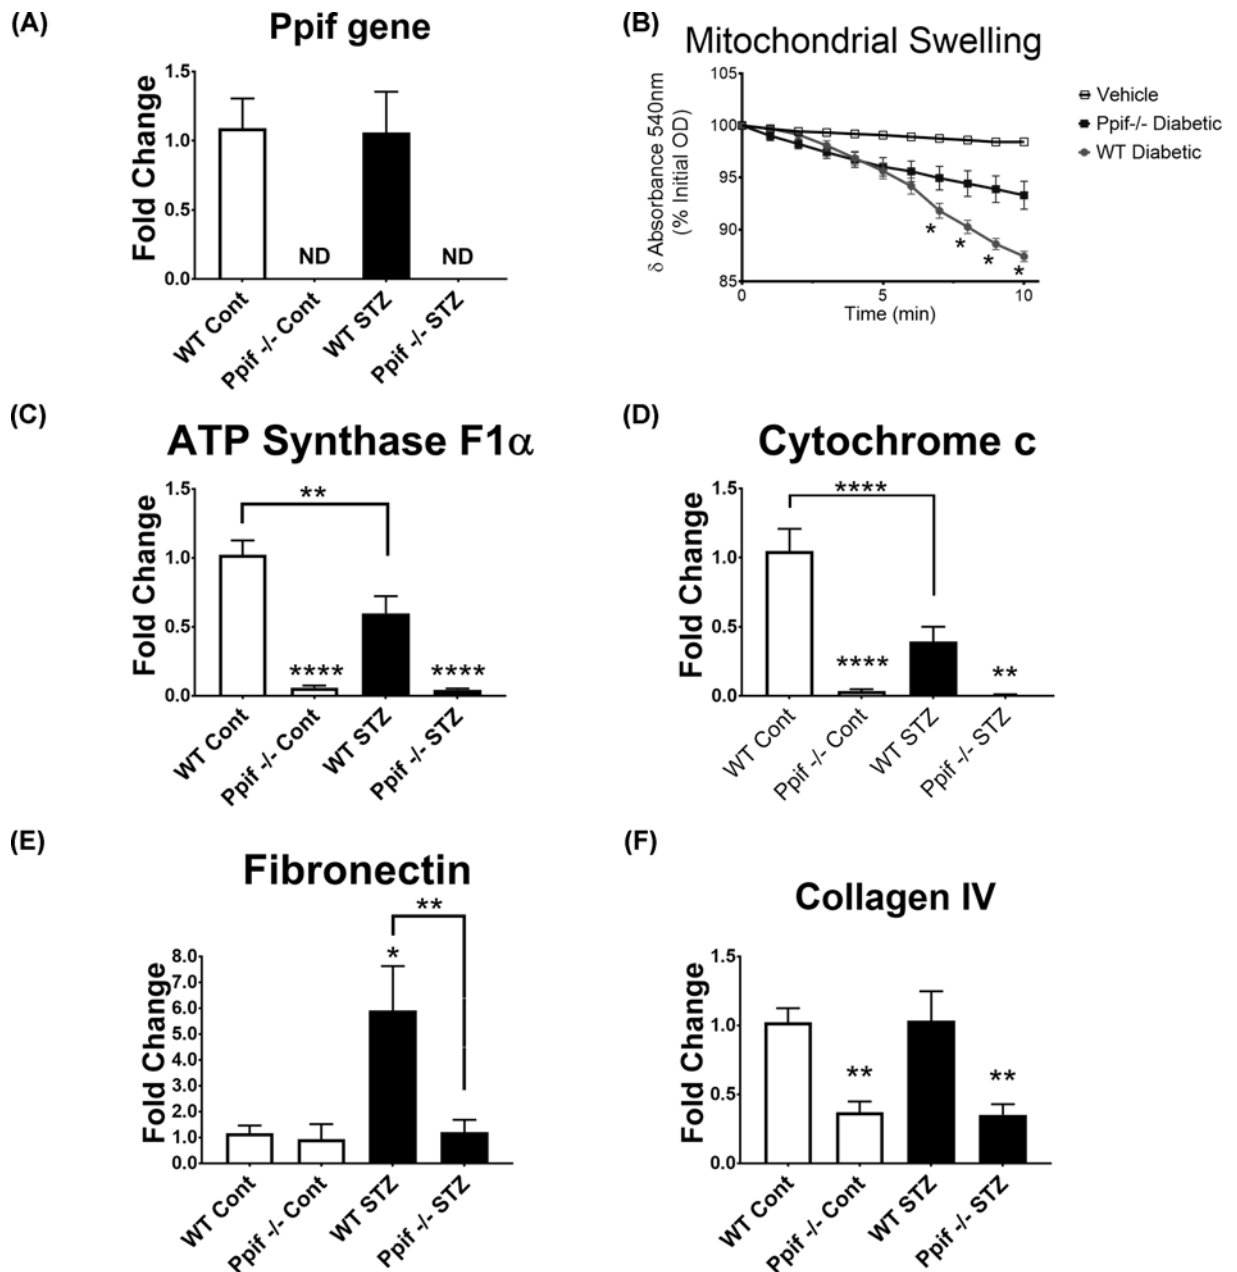 (A)
Ppif gene
Fold Change
1.5
1.0
0.5
0.0
ND
ND
WT Cont
Ppif -/- Cont
WT STZ
Ppif -/- STZ
(B)
Mitochondrial Swelling
δ Absorbance 540nm
(% Initial OD)
105
100
95
90
85
*
*
*
*
0
5
10
Time (min)
Vehicle
Ppif-/- Diabetic
WT Diabetic
(C)
ATP Synthase F1α
Fold Change
1.5
1.0
0.5
0.0
**
****
****
WT Cont
Ppif -/- Cont
WT STZ
Ppif -/- STZ
(D)
Cytochrome c
Fold Change
1.5
1.0
0.5
0.0
****
****
**
WT Cont
Ppif -/- Cont
WT STZ
Ppif -/- STZ
(E)
Fibronectin
Fold Change
8.0
7.0
6.0
5.0
4.0
3.0
2.0
1.0
0.0
**
*
WT Cont
Ppif -/- Cont
WT STZ
Ppif -/- STZ
(F)
Collagen IV
Fold Change
1.5
1.0
0.5
0.0
**
**
WT Cont
Ppif -/- Cont
WT STZ
Ppif -/- STZ